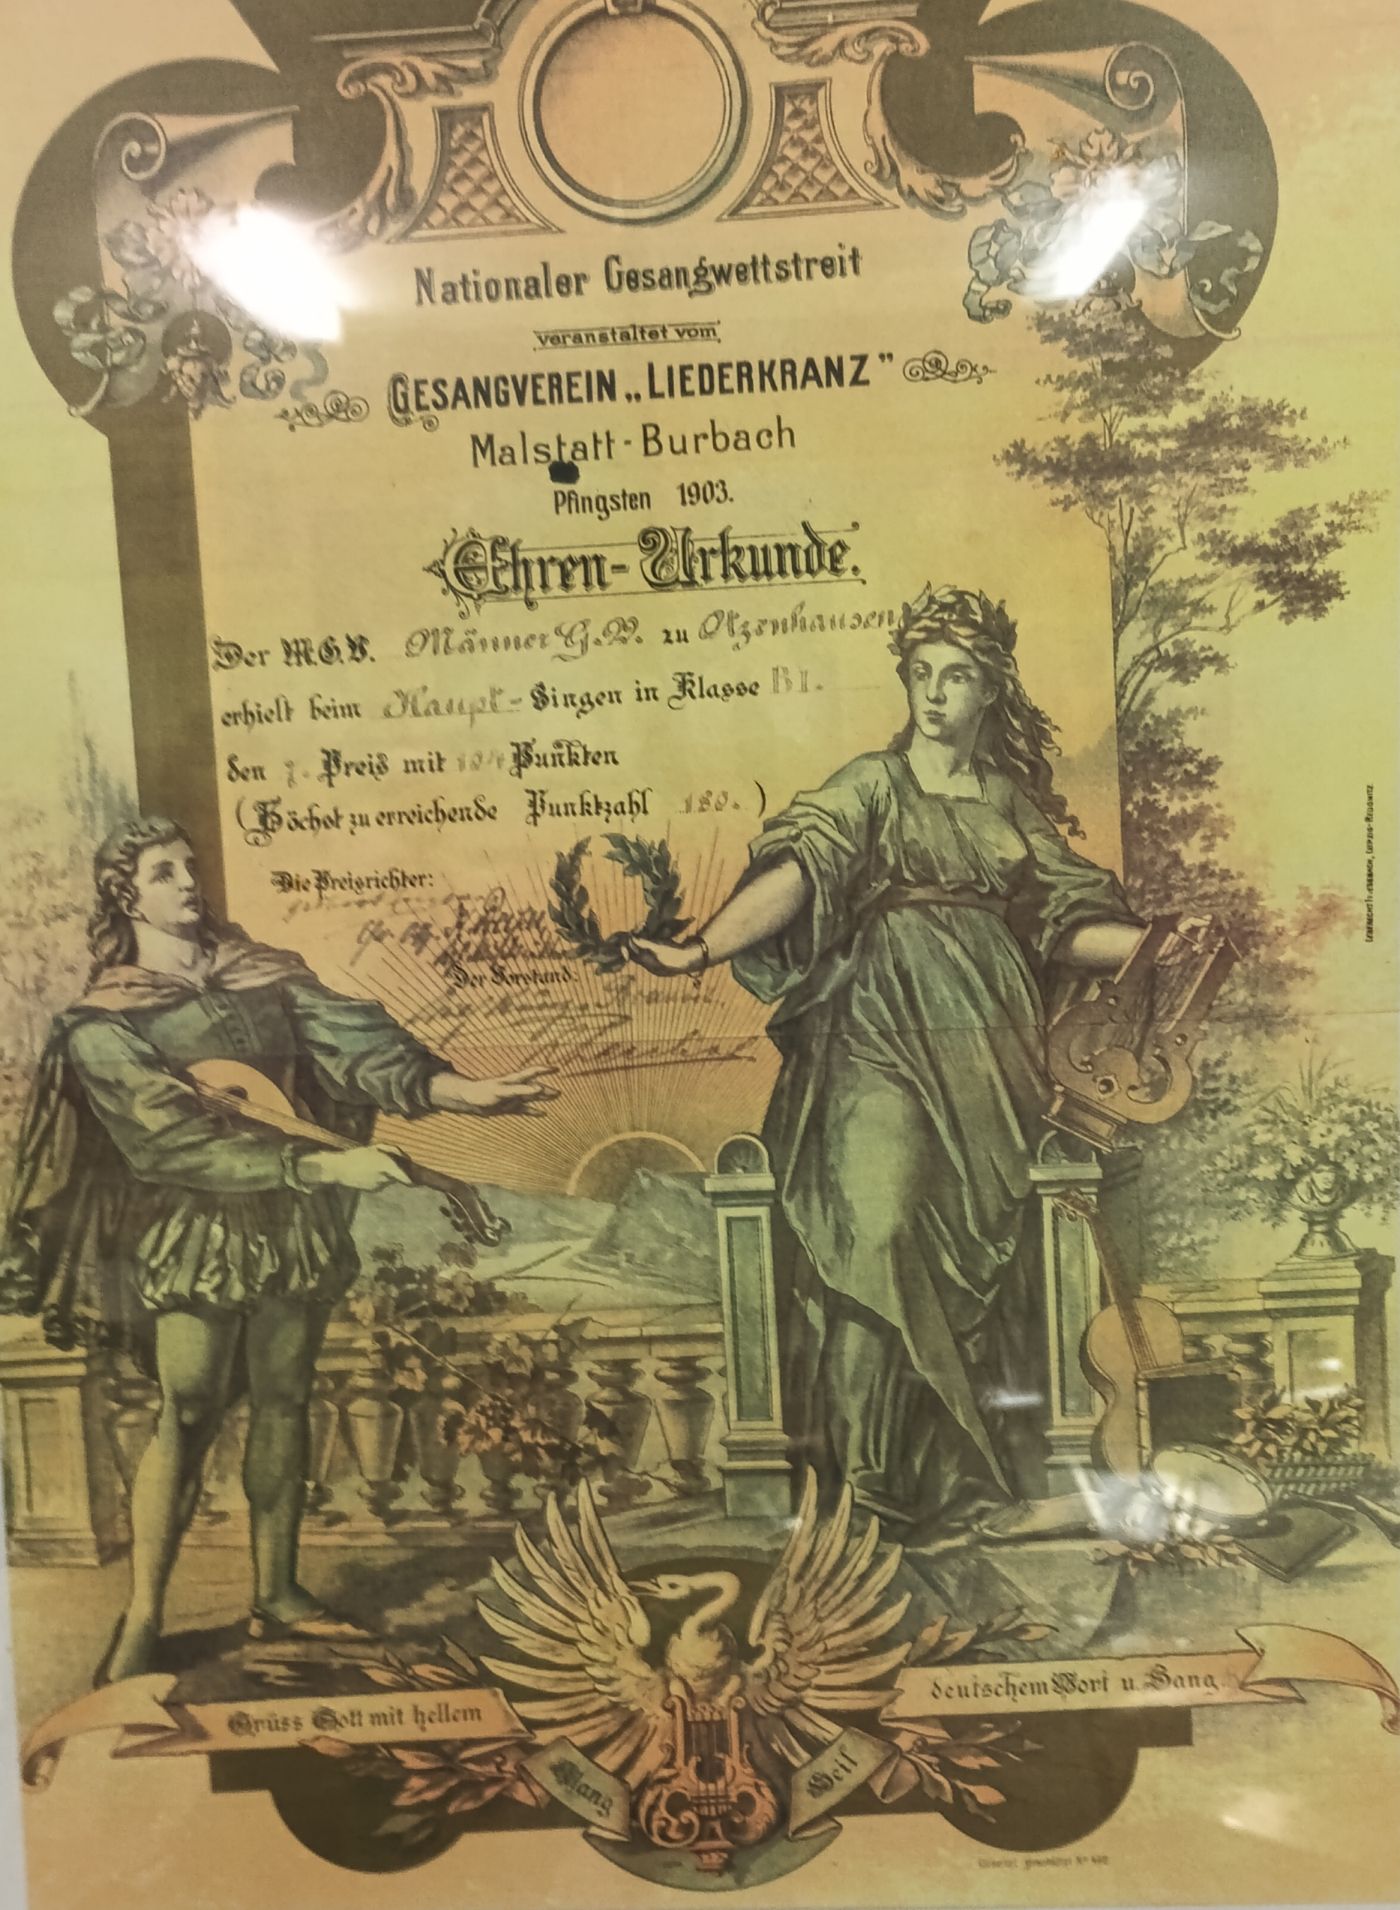 Nationaler Gesangwettstreit
veranstaltet vom
GESANGVEREIN „LIEDERKRANZ”
Malstatt-Burbach
Pfingsten 1903.
Ehren-Urkunde.
Der M.G.V. Männer G.V. zu Otzenhausen
erhielt beim Haupt-Singen in Klasse B I.
den Preis mit Punkten
(Höchst zu erreichende Punktzahl 180.)
Die Preisrichter:
Der Vorstand:
Grüss Gott mit hellem
Klang
deutschem Wort u. Sang